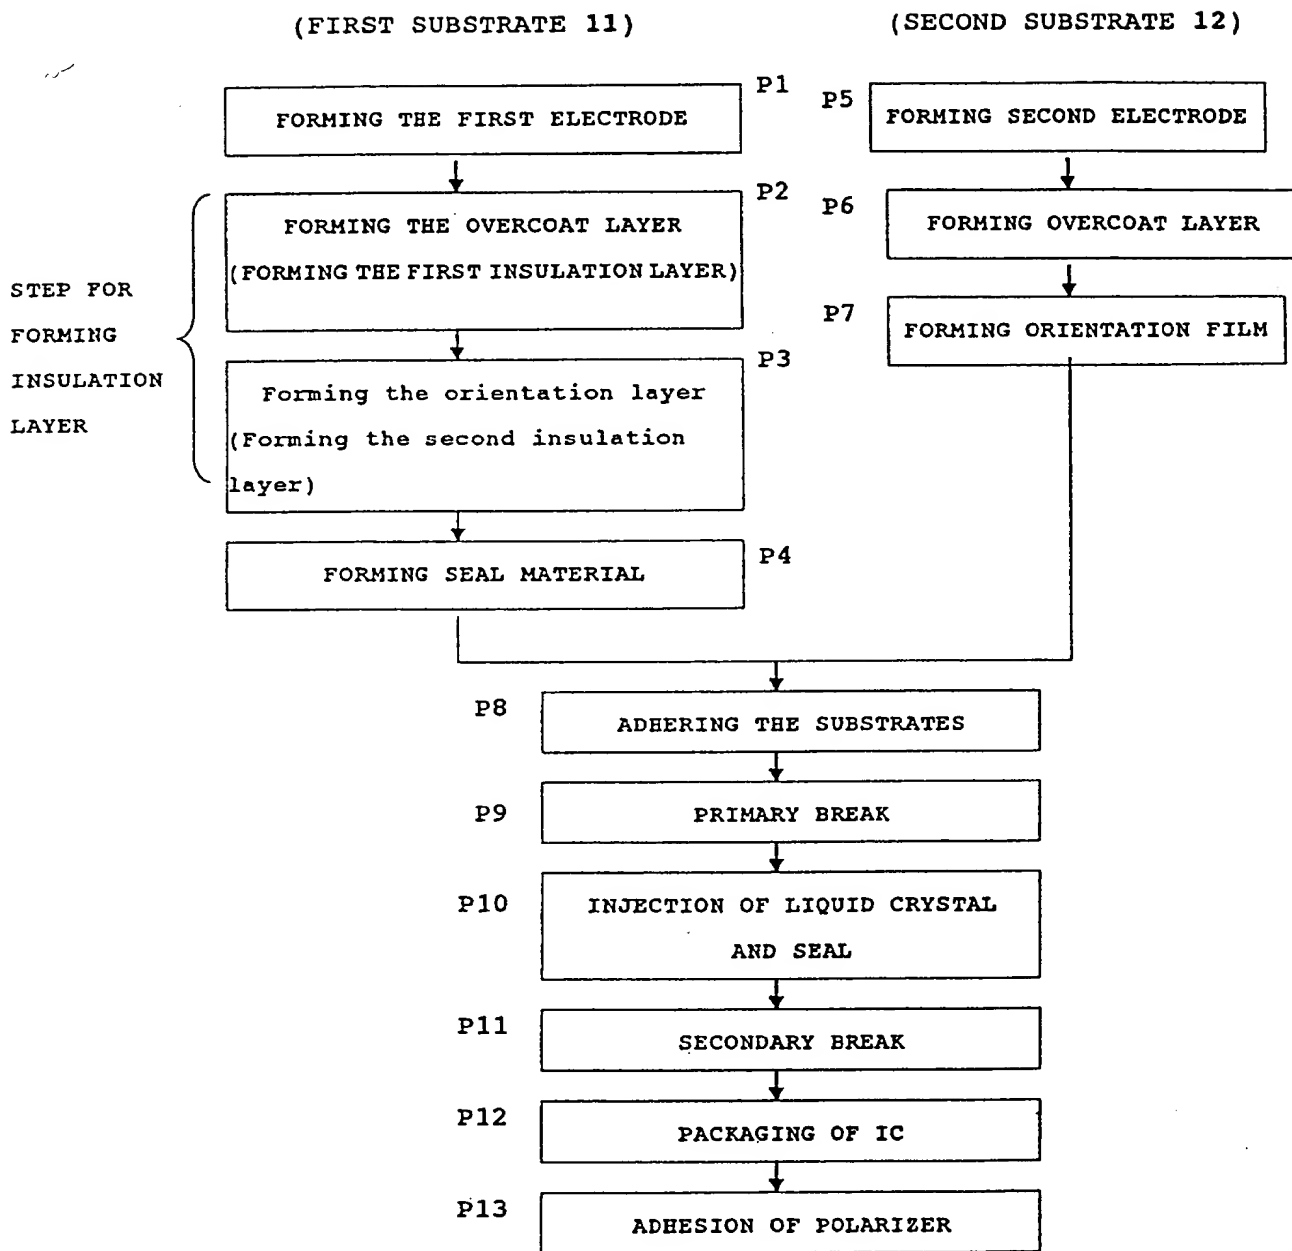 (FIRST SUBSTRATE 11)
(SECOND SUBSTRATE 12)
P1
FORMING THE FIRST ELECTRODE
P2
FORMING THE OVERCOAT LAYER
(FORMING THE FIRST INSULATION LAYER)
STEP FOR
FORMING
INSULATION
LAYER
P3
Forming the orientation layer
(Forming the second insulation
layer)
P4
FORMING SEAL MATERIAL
P5
FORMING SECOND ELECTRODE
P6
FORMING OVERCOAT LAYER
P7
FORMING ORIENTATION FILM
P8
ADHERING THE SUBSTRATES
P9
PRIMARY BREAK
P10
INJECTION OF LIQUID CRYSTAL
AND SEAL
P11
SECONDARY BREAK
P12
PACKAGING OF IC
P13
ADHESION OF POLARIZER